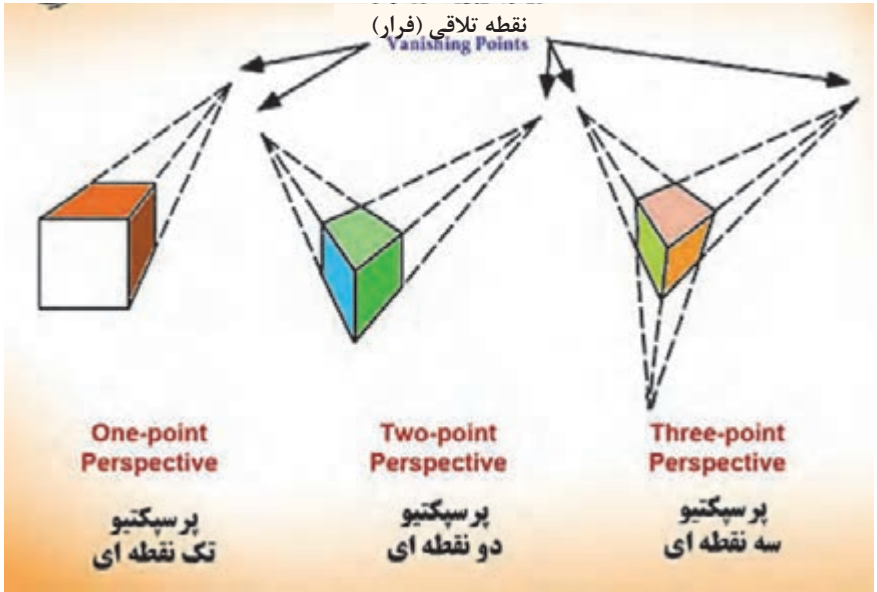 نقطه تلاقی (فرار)
Vanishing Points
One-point
Perspective
پرسپکتیو
تک نقطه ای
Two-point
Perspective
پرسپکتیو
دو نقطه ای
Three-point
Perspective
پرسپکتیو
سه نقطه ای